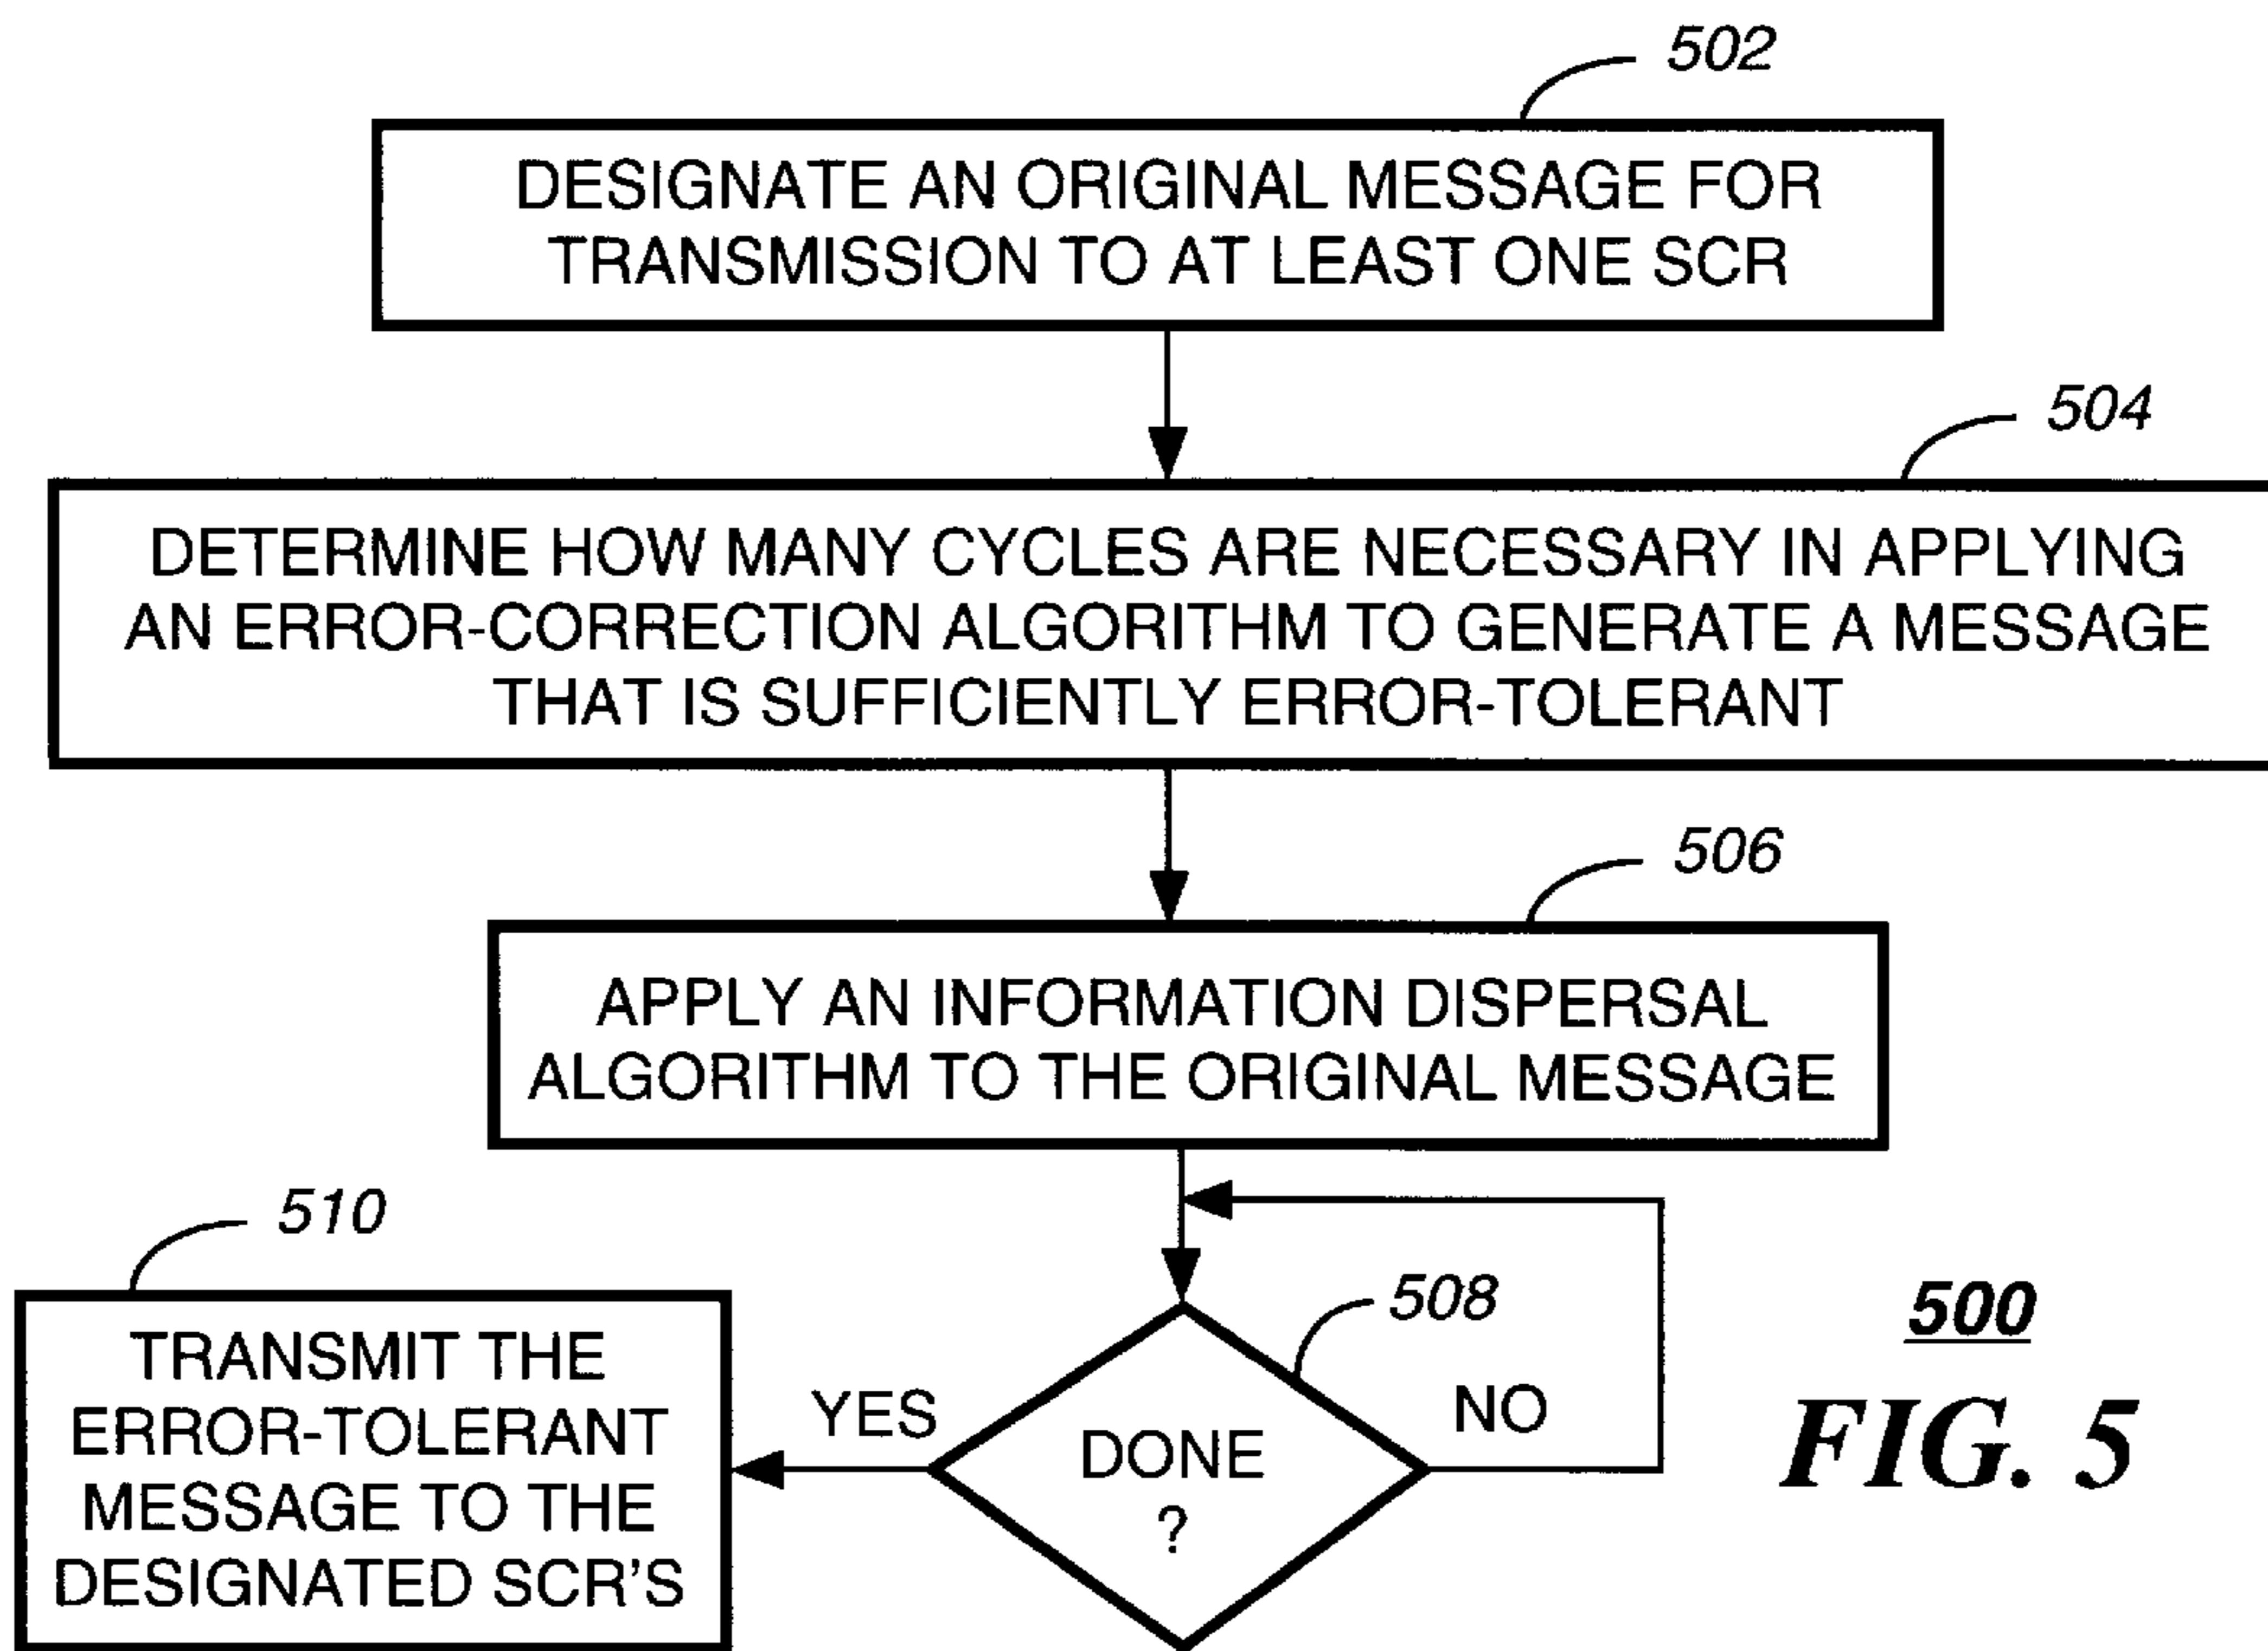 502
DESIGNATE AN ORIGINAL MESSAGE FOR
TRANSMISSION TO AT LEAST ONE SCR
504
DETERMINE HOW MANY CYCLES ARE NECESSARY IN APPLYING
AN ERROR-CORRECTION ALGORITHM TO GENERATE A MESSAGE
THAT IS SUFFICIENTLY ERROR-TOLERANT
506
APPLY AN INFORMATION DISPERSAL
ALGORITHM TO THE ORIGINAL MESSAGE
510
TRANSMIT THE
ERROR-TOLERANT
MESSAGE TO THE
DESIGNATED SCR'S
YES
508
DONE
?
NO
500
FIG. 5